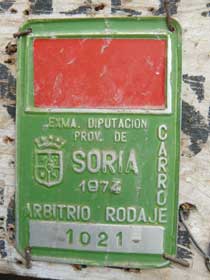 EXMA. DIPUTACION
PROV. DE
SORIA
1974
CARRO
ARBITRIO RODAJE
1021-